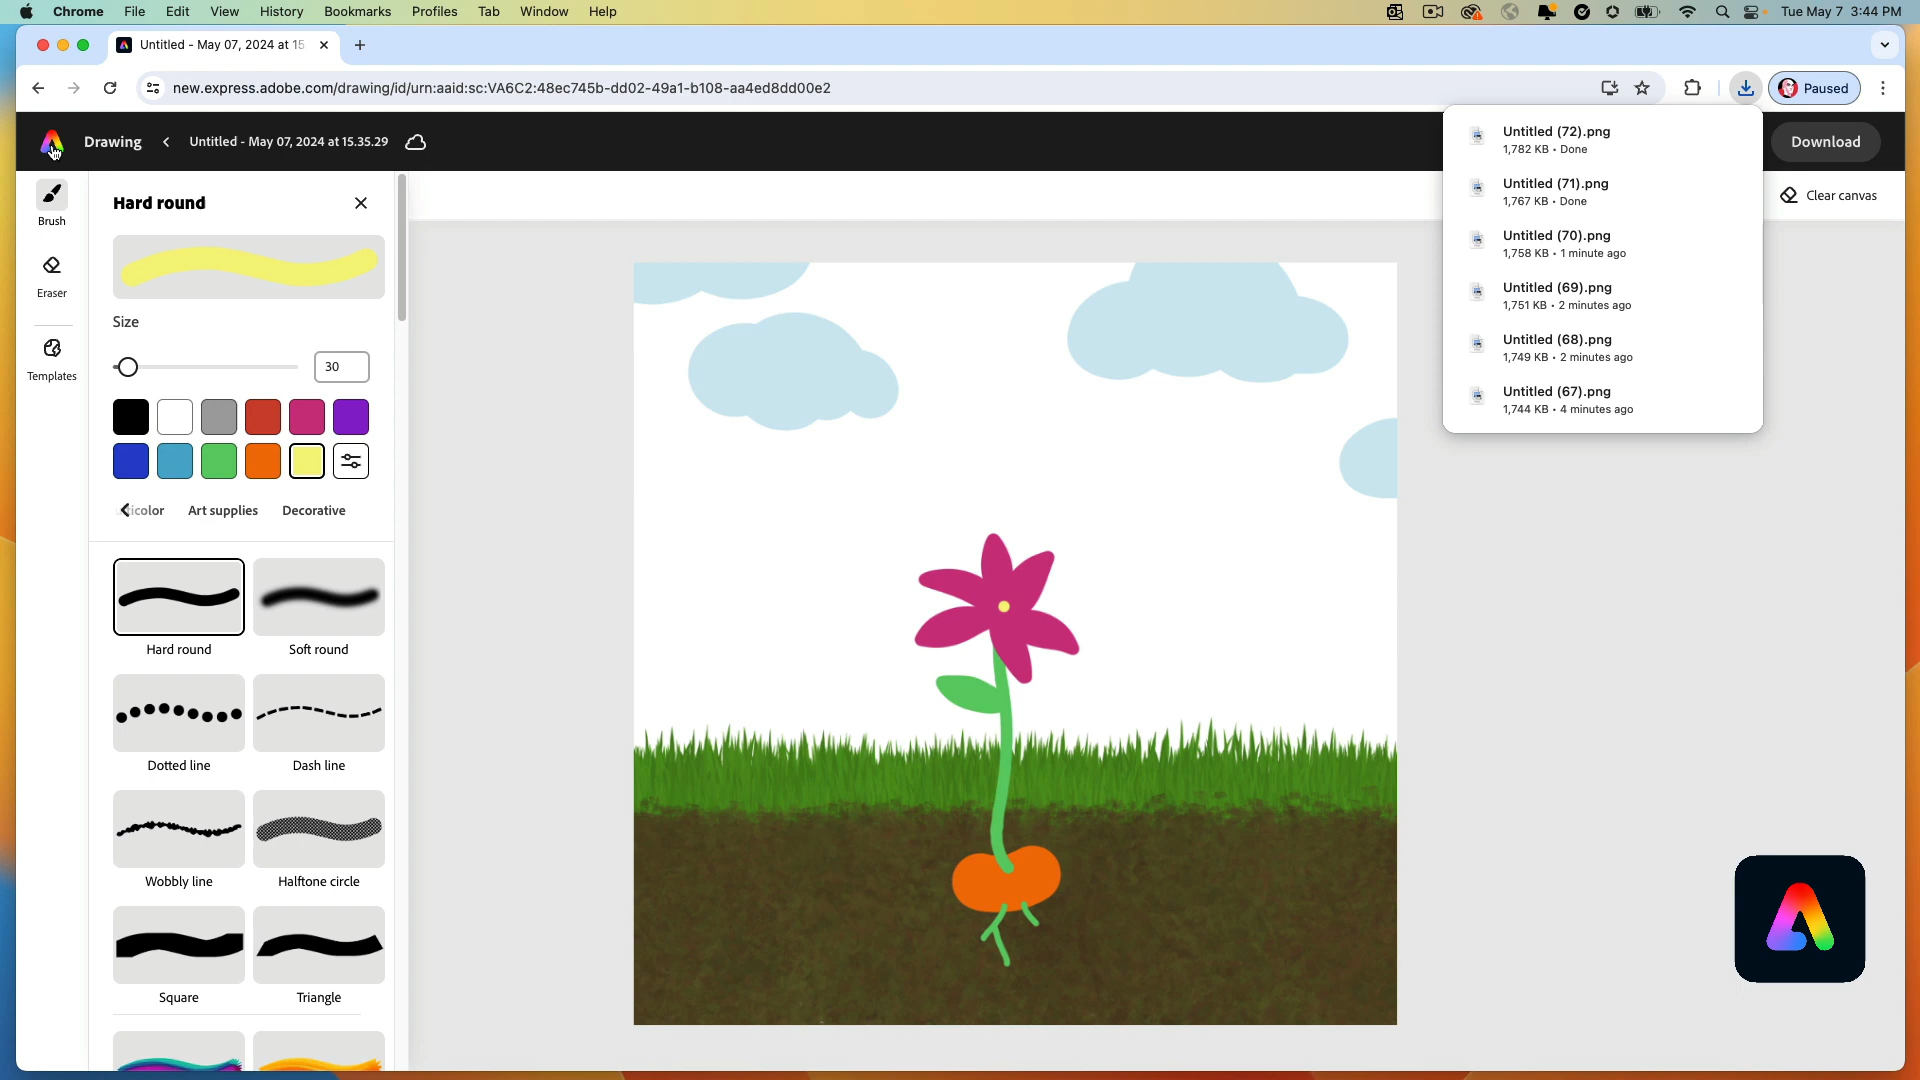 Chrome File Edit View History Bookmarks Profiles Tab Window Help Tue May 7 3:44 PM
Untitled - May 07, 2024 at 15
new.express.adobe.com/drawing/id/urn:aaid:sc:VA6C2:48ec745b-dd02-49a1-b108-aa4ed8dd00e2 Paused
Drawing Untitled - May 07, 2024 at 15.35.29 Download
Untitled (72).png
1,782 KB • Done
Untitled (71).png
1,767 KB • Done
Untitled (70).png
1,758 KB • 1 minute ago
Untitled (69).png
1,751 KB • 2 minutes ago
Untitled (68).png
1,749 KB • 2 minutes ago
Untitled (67).png
1,744 KB • 4 minutes ago
Clear canvas
Brush
Eraser
Templates
Hard round
Size
30
icolor Art supplies Decorative
Hard round Soft round
Dotted line Dash line
Wobbly line Halftone circle
Square Triangle